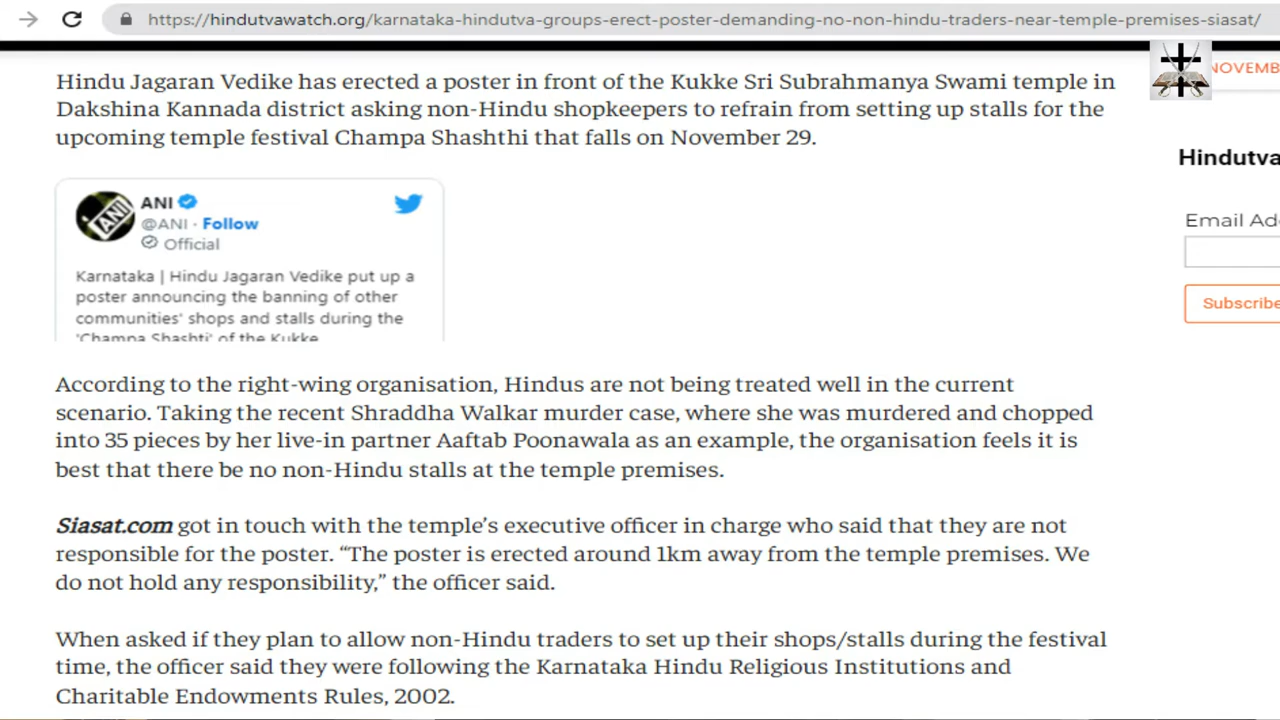 https://hindutvawatch.org/karnataka-hindutva-groups-erect-poster-demanding-no-non-hindu-traders-near-temple-premises-siasat/
NOVEMB
Hindu Jagaran Vedike has erected a poster in front of the Kukke Sri Subrahmanya Swami temple in
Dakshina Kannada district asking non-Hindu shopkeepers to refrain from setting up stalls for the
upcoming temple festival Champa Shashthi that falls on November 29.
Hindutva
Email Ad
Subscribe
ANI
@ANI · Follow
Official
Karnataka | Hindu Jagaran Vedike put up a
poster announcing the banning of other
communities' shops and stalls during the
'Champa Shashti' of the Kukke
According to the right-wing organisation, Hindus are not being treated well in the current
scenario. Taking the recent Shraddha Walkar murder case, where she was murdered and chopped
into 35 pieces by her live-in partner Aaftab Poonawala as an example, the organisation feels it is
best that there be no non-Hindu stalls at the temple premises.
Siasat.com got in touch with the temple's executive officer in charge who said that they are not
responsible for the poster. “The poster is erected around 1km away from the temple premises. We
do not hold any responsibility,” the officer said.
When asked if they plan to allow non-Hindu traders to set up their shops/stalls during the festival
time, the officer said they were following the Karnataka Hindu Religious Institutions and
Charitable Endowments Rules, 2002.